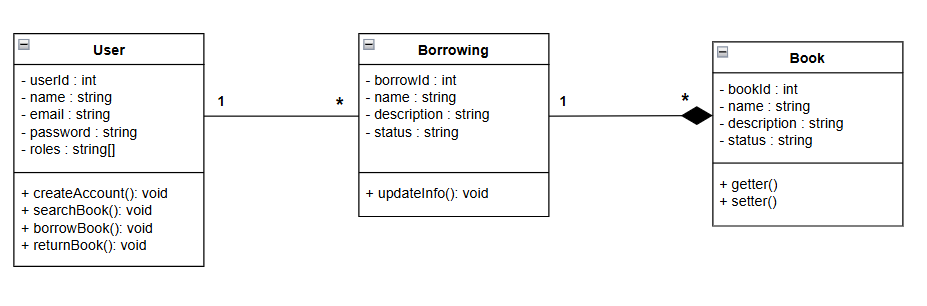 User
- userId : int
- name : string
- email : string
- password : string
- roles : string[]
+ createAccount(): void
+ searchBook(): void
+ borrowBook(): void
+ returnBook(): void
1
*
Borrowing
- borrowId : int
- name : string
- description : string
- status : string
+ updateInfo(): void
1
*
Book
- bookId : int
- name : string
- description : string
- status : string
+ getter()
+ setter()